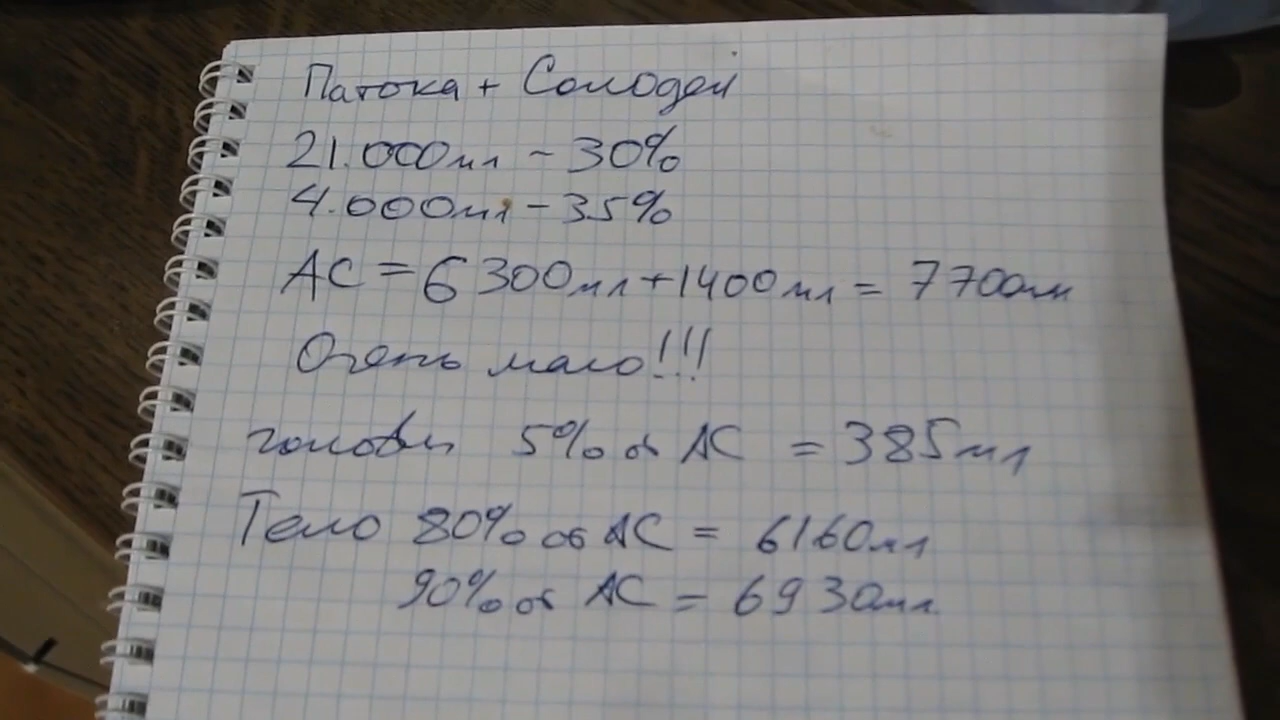 Патока + Солодей
21.000мл - 30%
4.000мл - 35%
АС = 6300мл + 1400мл = 7700мл
Очень мало!!!
головы 5% от АС = 385мл
Тело 80% от АС = 6160мл
90% от АС = 6930мл.